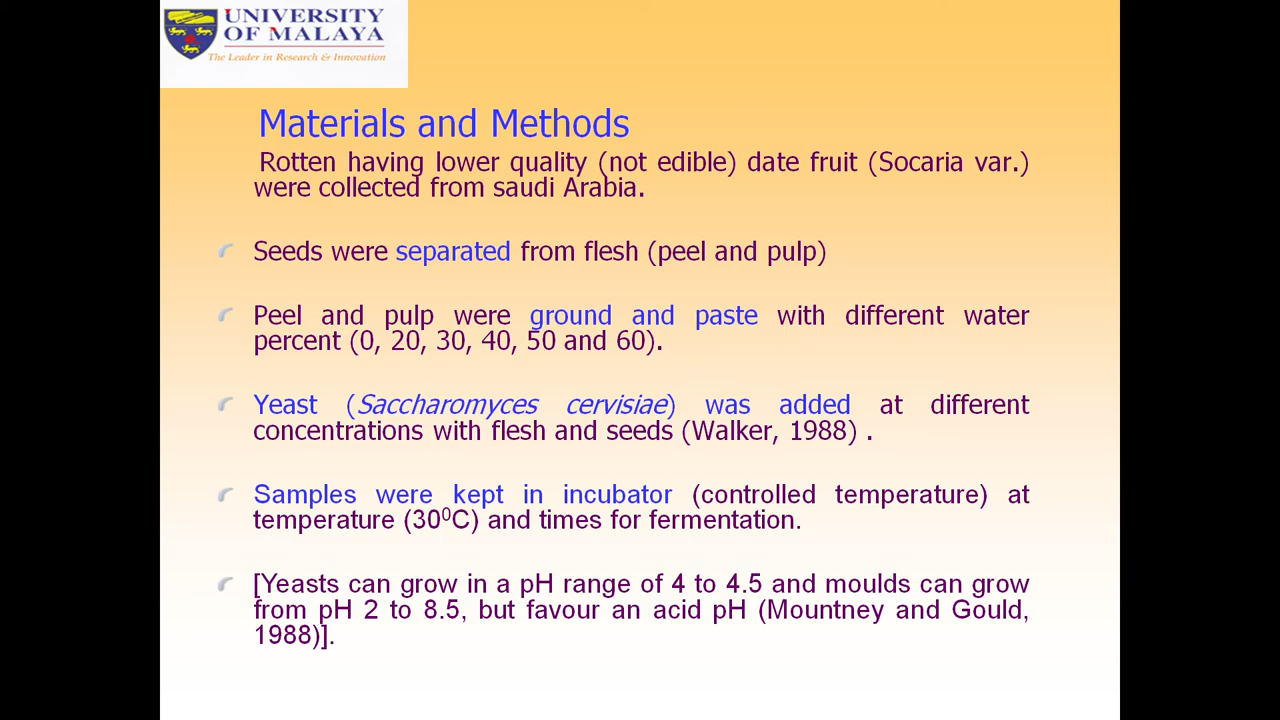 UNIVERSITY
OF MALAYA
The Leader in Research & Innovation
Materials and Methods
Rotten having lower quality (not edible) date fruit (Socaria var.)
were collected from saudi Arabia.
Seeds were separated from flesh (peel and pulp)
Peel and pulp were ground and paste with different water
percent (0, 20, 30, 40, 50 and 60).
Yeast (Saccharomyces cervisiae) was added at different
concentrations with flesh and seeds (Walker, 1988) .
Samples were kept in incubator (controlled temperature) at
temperature (30⁰C) and times for fermentation.
[Yeasts can grow in a pH range of 4 to 4.5 and moulds can grow
from pH 2 to 8.5, but favour an acid pH (Mountney and Gould,
1988)].